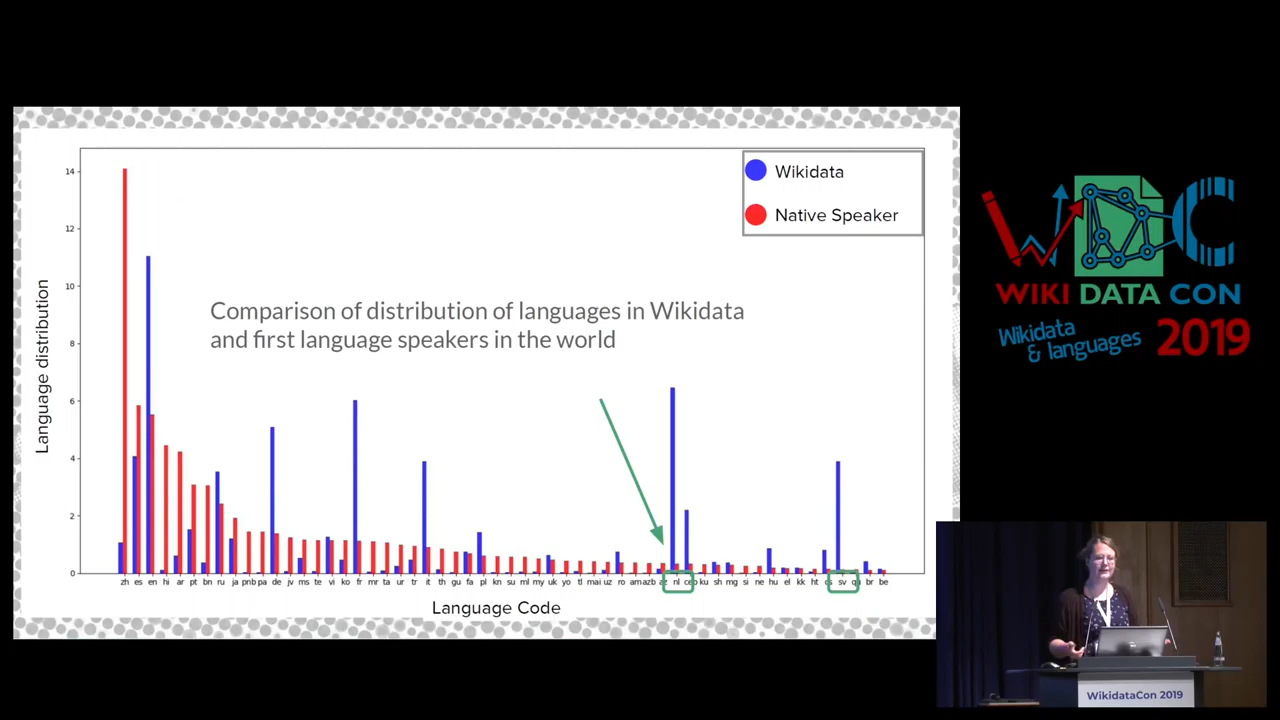 14
12
10
8
6
4
2
0
Language distribution
Wikidata
Native Speaker
Comparison of distribution of languages in Wikidata
and first language speakers in the world
zh es en hi ar pt bn ru ja pnb pa de jv ms te vi ko fr mr ta ur tr it th gu fa pl kn su ml my uk yo tl mai uz ro am azb az nl ceb ku sh mg si ne hu el kk ht cs sv qu br be
Language Code
WIKI DATA CON
Wikidata
& languages
2019
WikidataCon 2019